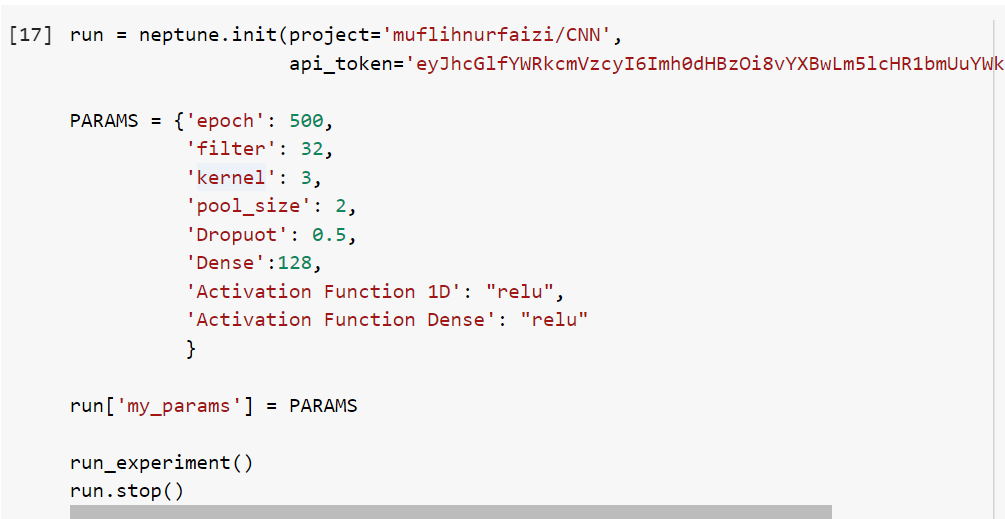 [17] run = neptune.init(project='muflihnurfaizi/CNN',
api_token='eyJhcGlfYWRkcmVzcyI6Imh0dHBzOi8vYXBwLm5lcHR1bmUuYWk
PARAMS = {'epoch': 500,
'filter': 32,
'kernel': 3,
'pool_size': 2,
'Dropuot': 0.5,
'Dense':128,
'Activation Function 1D': "relu",
'Activation Function Dense': "relu"
}
run['my_params'] = PARAMS
run_experiment()
run.stop()